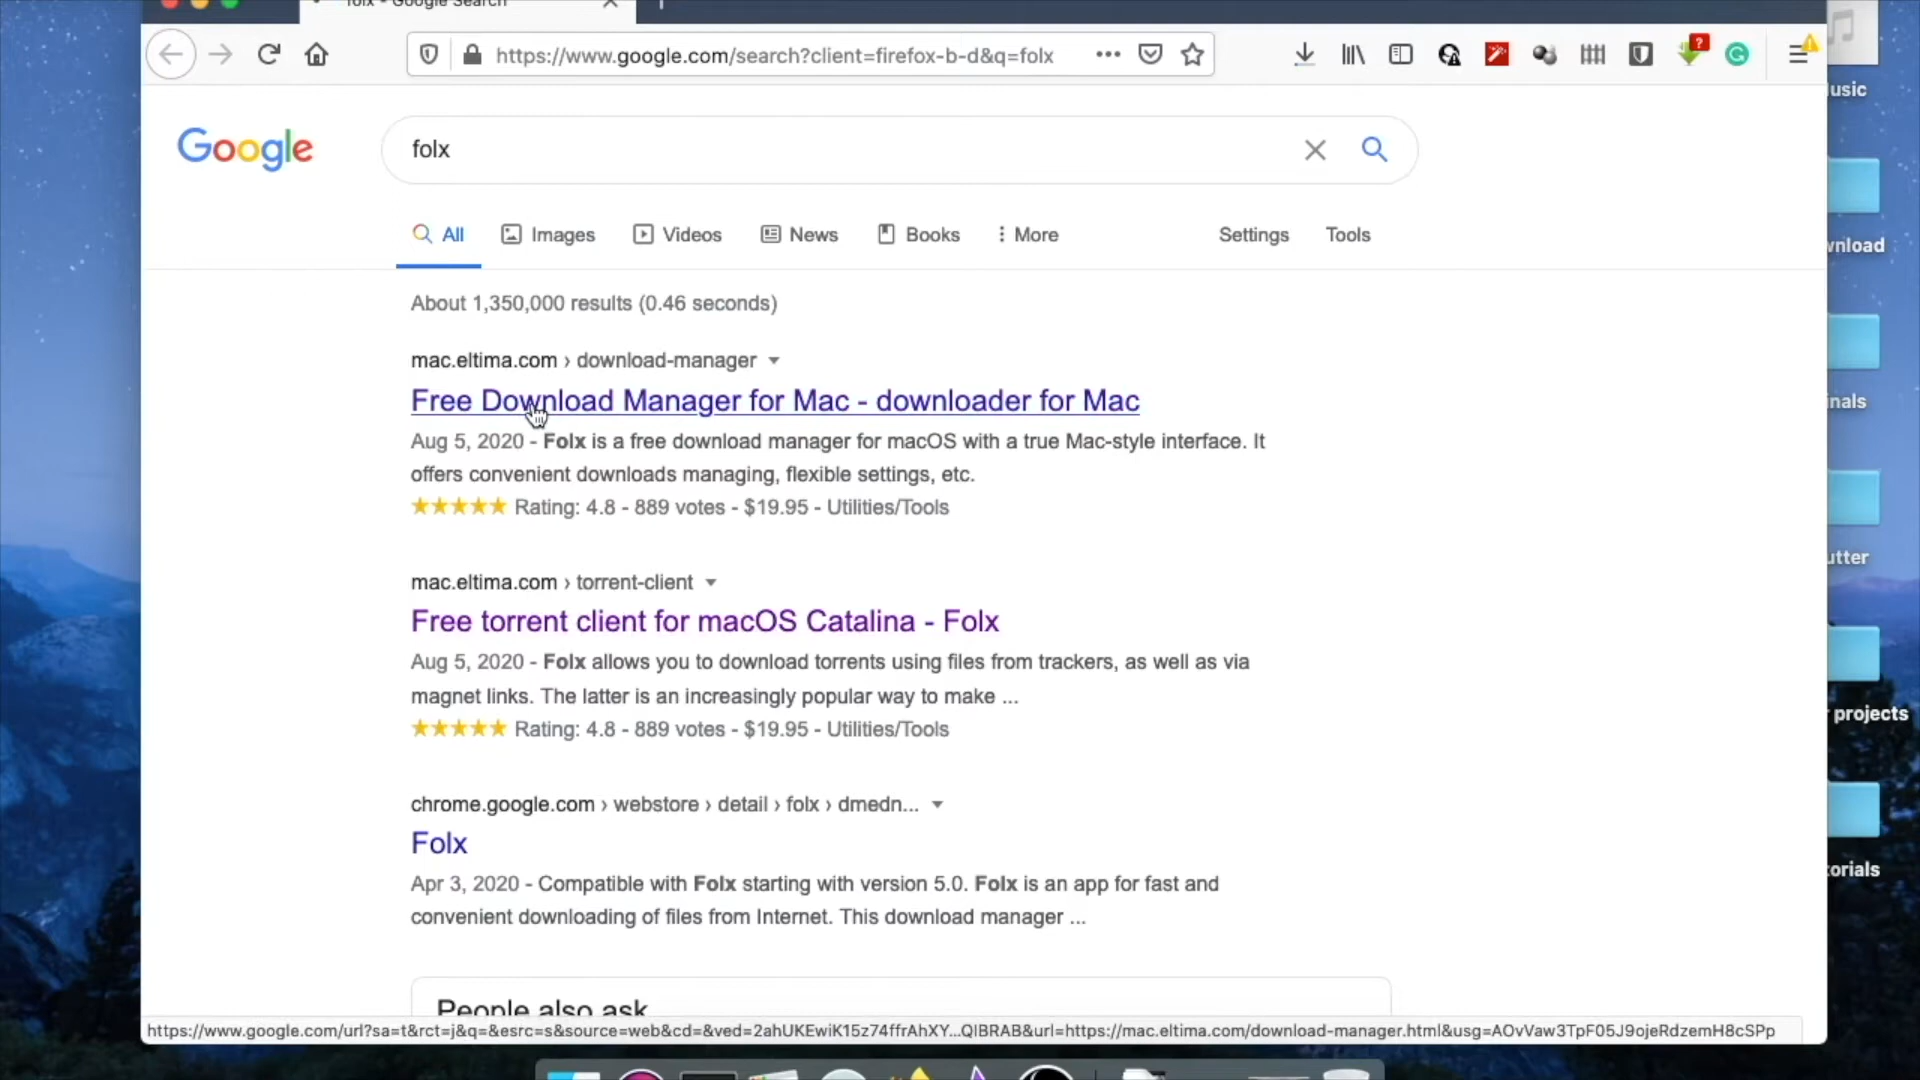 folx - Google Search
https://www.google.com/search?client=firefox-b-d&q=folx
?
Google
folx
All
Images
Videos
News
Books
More
Settings
Tools
About 1,350,000 results (0.46 seconds)
mac.eltima.com › download-manager
Free Download Manager for Mac - downloader for Mac
Aug 5, 2020 - Folx is a free download manager for macOS with a true Mac-style interface. It
offers convenient downloads managing, flexible settings, etc.
Rating: 4.8 - 889 votes - $19.95 - Utilities/Tools
mac.eltima.com › torrent-client
Free torrent client for macOS Catalina - Folx
Aug 5, 2020 - Folx allows you to download torrents using files from trackers, as well as via
magnet links. The latter is an increasingly popular way to make ...
Rating: 4.8 - 889 votes - $19.95 - Utilities/Tools
chrome.google.com › webstore › detail › folx › dmedn...
Folx
Apr 3, 2020 - Compatible with Folx starting with version 5.0. Folx is an app for fast and
convenient downloading of files from Internet. This download manager ...
People also ask
https://www.google.com/url?sa=t&rct=j&q=&esrc=s&source=web&cd=&ved=2ahUKEwiK15z74ffrAhXY...QIBRAB&url=https://mac.eltima.com/download-manager.html&usg=AOvVaw3TpF05J9ojeRdzemH8cSPp
usic
wnload
inals
utter
projects
torials